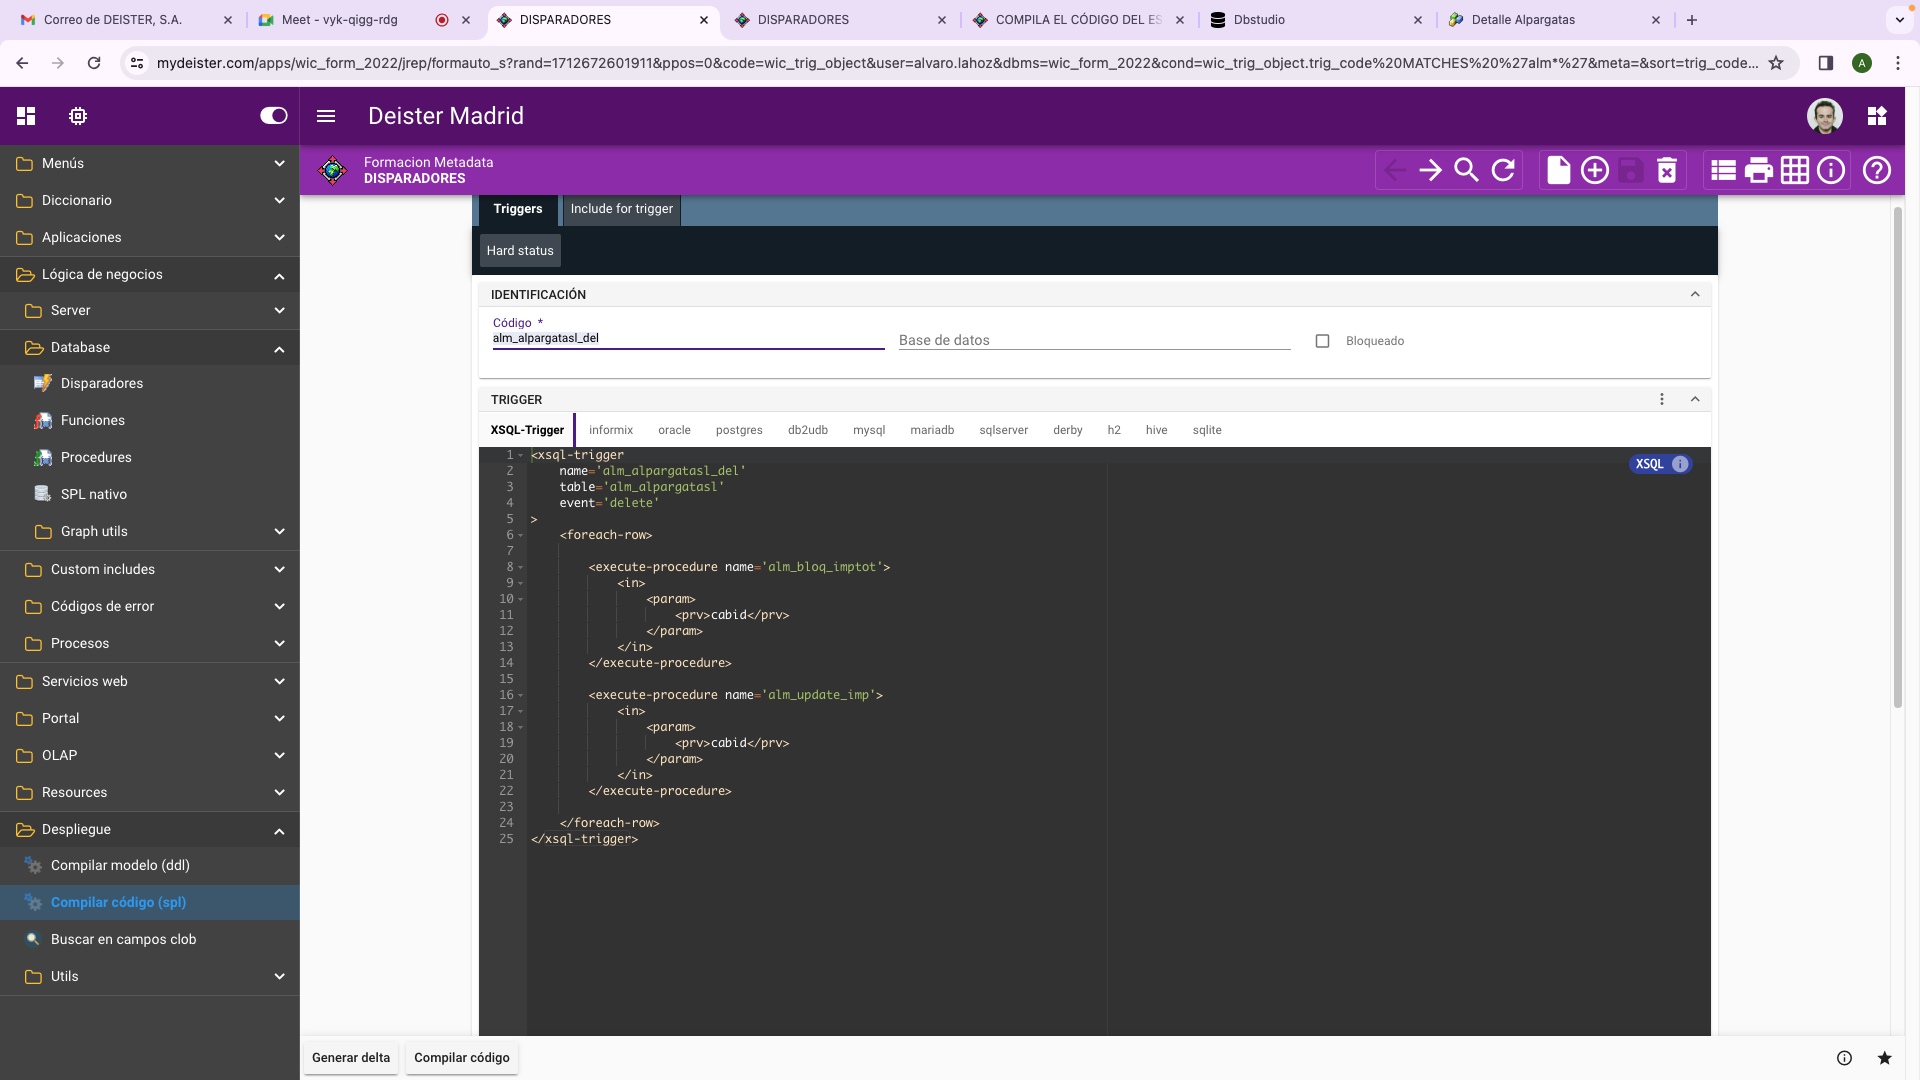 Correo de DEISTER, S.A.
Meet - vyk-qigg-rdg
DISPARADORES
DISPARADORES
COMPILA EL CÓDIGO DEL ES
Dbstudio
Detalle Alpargatas
mydeister.com/apps/wic_form_2022/jrep/formauto_s?rand=1712672601911&ppos=0&code=wic_trig_object&user=alvaro.lahoz&dbms=wic_form_2022&cond=wic_trig_object.trig_code%20MATCHES%20%27alm*%27&meta=&sort=trig_code...
A
Deister Madrid
Formacion Metadata
DISPARADORES
Menús
Diccionario
Aplicaciones
Lógica de negocios
Server
Database
Disparadores
Funciones
Procedures
SPL nativo
Graph utils
Custom includes
Códigos de error
Procesos
Servicios web
Portal
OLAP
Resources
Despliegue
Compilar modelo (ddl)
Compilar código (spl)
Buscar en campos clob
Utils
Triggers
Include for trigger
Hard status
IDENTIFICACIÓN
Código *
alm_alpargatasl_del
Base de datos
Bloqueado
TRIGGER
XSQL-Trigger informix oracle postgres db2udb mysql mariadb sqlserver derby h2 hive sqlite
XSQL
1 <xsql-trigger
2 name='alm_alpargatasl_del'
3 table='alm_alpargatasl'
4 event='delete'
5 >
6 <foreach-row>
7
8 <execute-procedure name='alm_bloq_imptot'>
9 <in>
10 <param>
11 <prv>cabid</prv>
12 </param>
13 </in>
14 </execute-procedure>
15
16 <execute-procedure name='alm_update_imp'>
17 <in>
18 <param>
19 <prv>cabid</prv>
20 </param>
21 </in>
22 </execute-procedure>
23
24 </foreach-row>
25 </xsql-trigger>
Generar delta
Compilar código